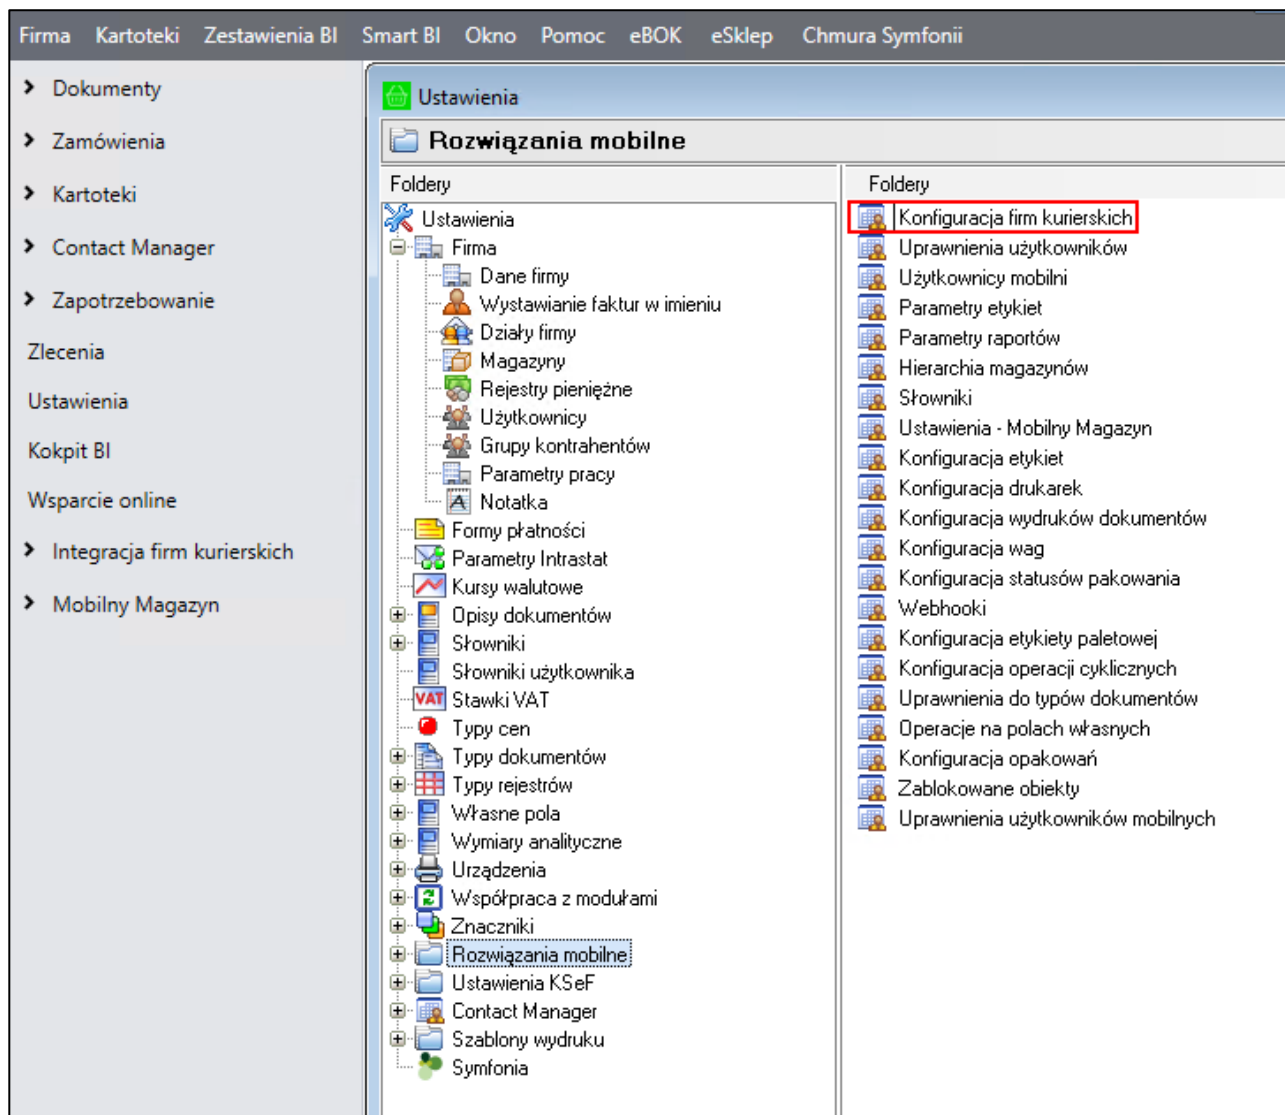 Firma Kartoteki Zestawienia BI Smart BI Okno Pomoc eBOK eSklep Chmura Symfonii
Dokumenty
Zamówienia
Kartoteki
Contact Manager
Zapotrzebowanie
Zlecenia
Ustawienia
Kokpit BI
Wsparcie online
Integracja firm kurierskich
Mobilny Magazyn
Ustawienia
Rozwiązania mobilne
Foldery
Ustawienia
Firma
Dane firmy
Wystawianie faktur w imieniu
Działy firmy
Magazyny
Rejestry pieniężne
Użytkownicy
Grupy kontrahentów
Parametry pracy
Notatka
Formy płatności
Parametry Intrastat
Kursy walutowe
Opisy dokumentów
Słowniki
Słowniki użytkownika
VAT Stawki VAT
Typy cen
Typy dokumentów
Typy rejestrów
Własne pola
Wymiary analityczne
Urządzenia
Współpraca z modułami
Znaczniki
Rozwiązania mobilne
Ustawienia KSeF
Contact Manager
Szablony wydruku
Symfonia
Foldery
Konfiguracja firm kurierskich
Uprawnienia użytkowników
Użytkownicy mobilni
Parametry etykiet
Parametry raportów
Hierarchia magazynów
Słowniki
Ustawienia - Mobilny Magazyn
Konfiguracja etykiet
Konfiguracja drukarek
Konfiguracja wydruków dokumentów
Konfiguracja wag
Konfiguracja statusów pakowania
Webhooki
Konfiguracja etykiety paletowej
Konfiguracja operacji cyklicznych
Uprawnienia do typów dokumentów
Operacje na polach własnych
Konfiguracja opakowań
Zablokowane obiekty
Uprawnienia użytkowników mobilnych